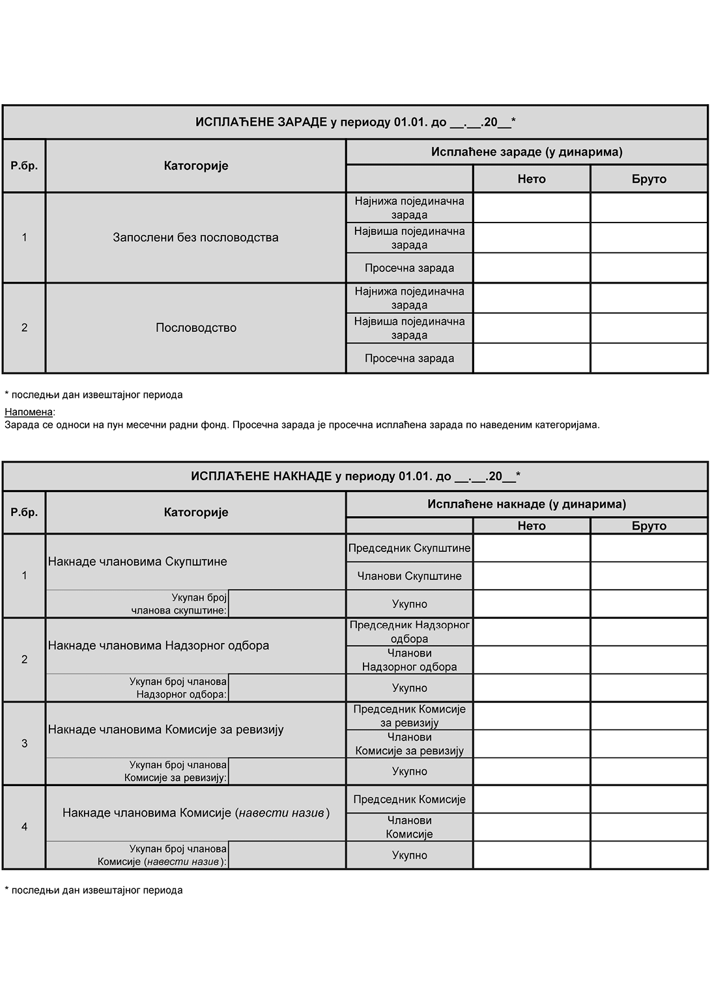 ИСПЛАЋЕНЕ ЗАРАДЕ у периоду 01.01. до __.__.20__*
Р.бр.
Катогорије
Исплаћене зараде (у динарима)
Нето
Бруто
1
Запослени без пословодства
Најнижа појединачна
зарада
Највиша појединачна
зарада
Просечна зарада
2
Пословодство
Најнижа појединачна
зарада
Највиша појединачна
зарада
Просечна зарада
* последњи дан извештајног периода
Напомена:
Зарада се односи на пун месечни радни фонд. Просечна зарада је просечна исплаћена зарада по наведеним категоријама.
ИСПЛАЋЕНЕ НАКНАДЕ у периоду 01.01. до __.__.20__*
Р.бр.
Катогорије
Исплаћене накнаде (у динарима)
Нето
Бруто
1
Накнаде члановима Скупштине
Председник Скупштине
Чланови Скупштине
Укупан број
чланова скупштине:
Укупно
2
Накнаде члановима Надзорног одбора
Председник Надзорног
одбора
Чланови
Надзорног одбора
Укупан број чланова
Надзорног одбора:
Укупно
3
Накнаде члановима Комисије за ревизију
Председник Комисије
за ревизију
Чланови
Комисије за ревизију
Укупан број чланова
Комисије за ревизију:
Укупно
4
Накнаде члановима Комисије (навести назив)
Председник Комисије
Чланови
Комисије
Укупан број чланова
Комисије (навести назив):
Укупно
* последњи дан извештајног периода